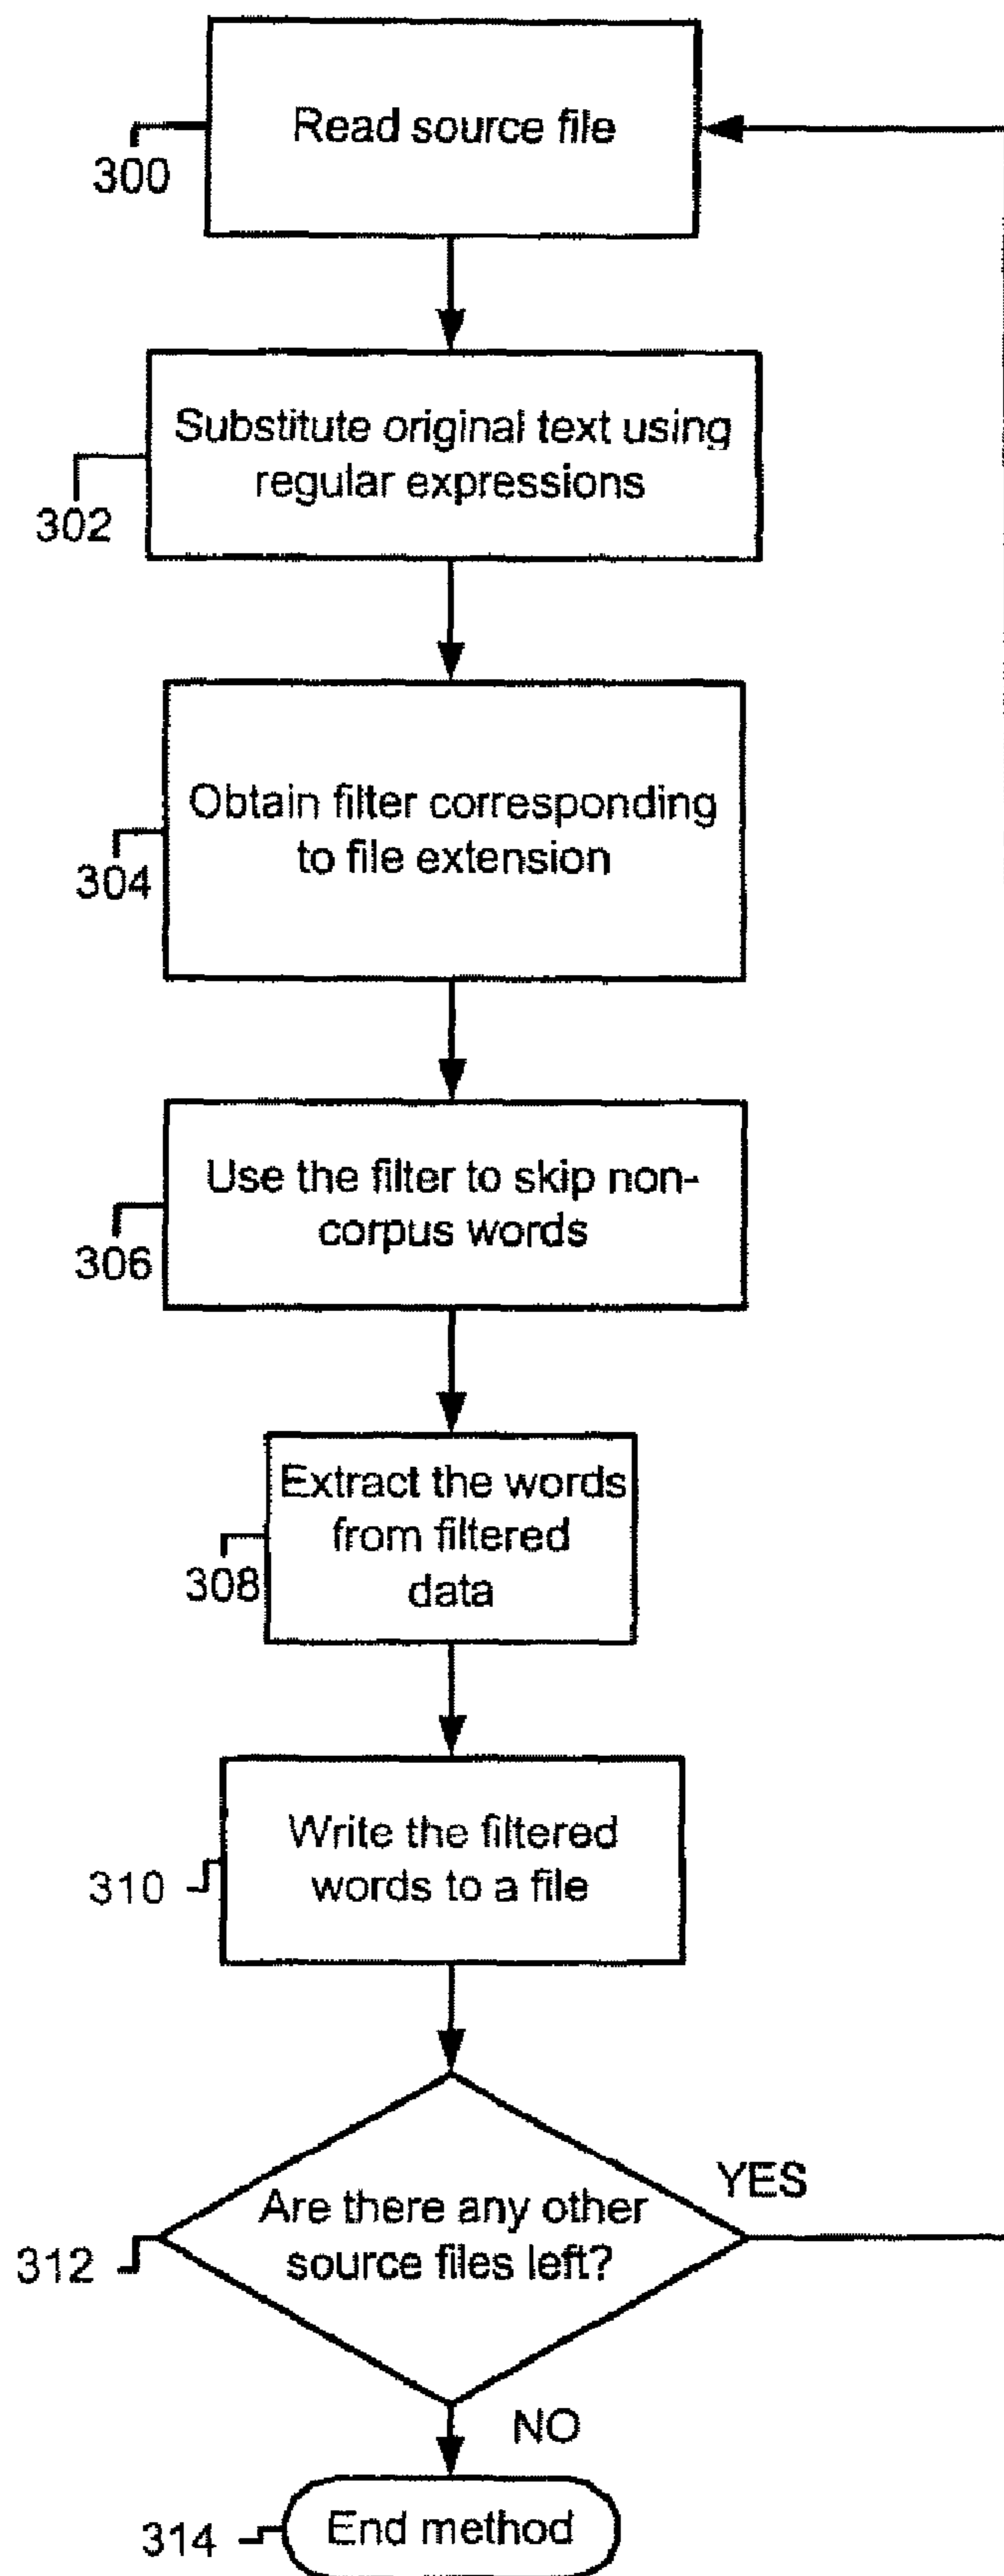 Read source file
300
Substitute original text using
regular expressions
302
Obtain filter corresponding
to file extension
304
Use the filter to skip non-
corpus words
306
Extract the words
from filtered
data
308
Write the filtered
words to a file
310
YES
Are there any other
source files left?
312
NO
End method
314